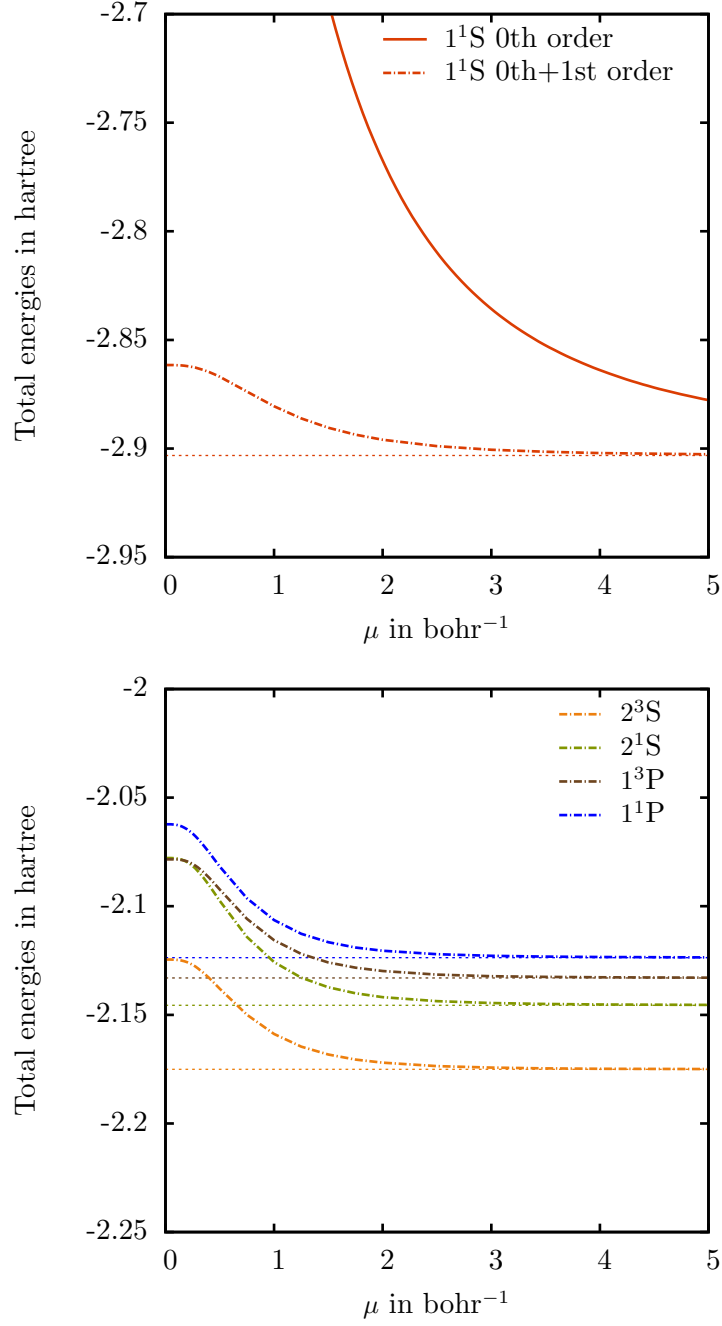 -2.7
-2.75
-2.8
-2.85
-2.9
-2.95
0 1 2 3 4 5
Total energies in hartree
μ in bohr⁻¹
1¹S 0th order
1¹S 0th+1st order
-2
-2.05
-2.1
-2.15
-2.2
-2.25
0 1 2 3 4 5
Total energies in hartree
μ in bohr⁻¹
2³S
2¹S
1³P
1¹P